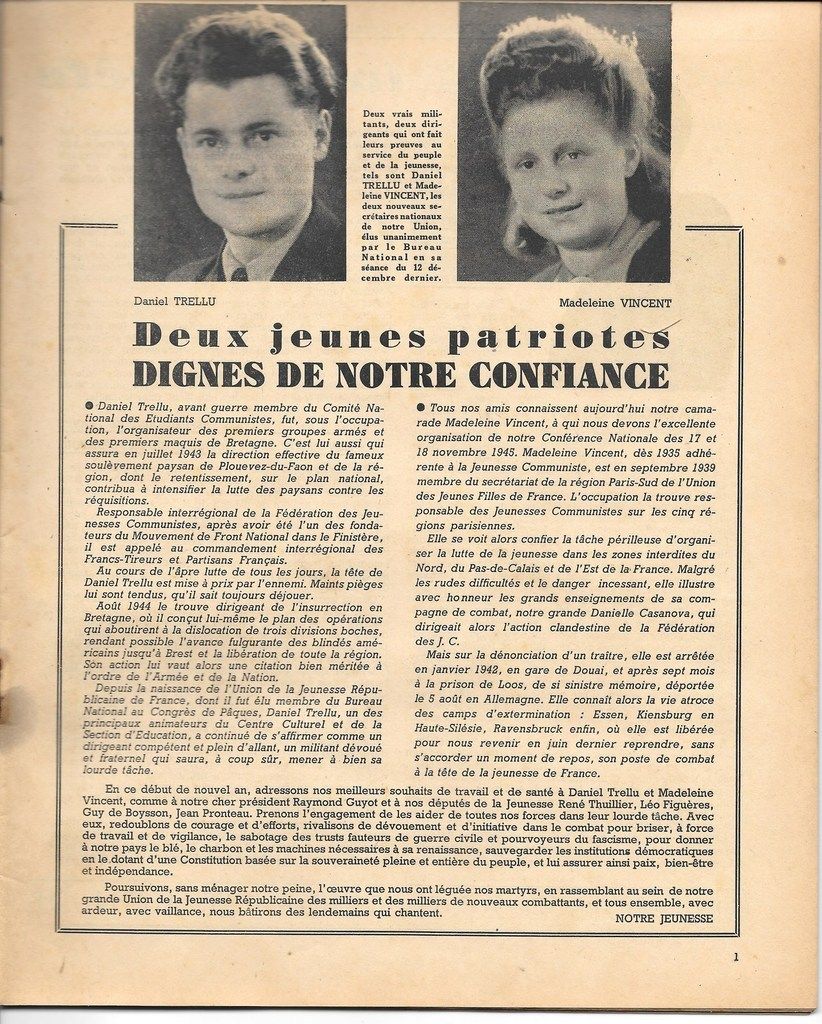 Deux vrais mili-
tants, deux diri-
geants qui ont fait
leurs preuves au
service du peuple
et de la jeunesse,
tels sont Daniel
TRELLU et Made-
leine VINCENT, les
deux nouveaux se-
crétaires nationaux
de notre Union,
élus unanimement
par le Bureau
National en sa
séance du 12 dé-
cembre dernier.
Daniel TRELLU
Madeleine VINCENT
Deux jeunes patriotes
DIGNES DE NOTRE CONFIANCE
● Daniel Trellu, avant guerre membre du Comité Na-
tional des Etudiants Communistes, fut, sous l'occupa-
tion, l'organisateur des premiers groupes armés et
des premiers maquis de Bretagne. C'est lui aussi qui
assura en juillet 1943 la direction effective du fameux
soulèvement paysan de Plouevez-du-Faon et de la ré-
gion, dont le retentissement, sur le plan national,
contribua à intensifier la lutte des paysans contre les
réquisitions.
Responsable interrégional de la Fédération des Jeu-
nesses Communistes, après avoir été l'un des fonda-
teurs du Mouvement de Front National dans le Finistère,
il est appelé au commandement interrégional des
Francs-Tireurs et Partisans Français.
Au cours de l'âpre lutte de tous les jours, la tête de
Daniel Trellu est mise à prix par l'ennemi. Maints pièges
lui sont tendus, qu'il sait toujours déjouer.
Août 1944 le trouve dirigeant de l'insurrection en
Bretagne, où il conçut lui-même le plan des opérations
qui aboutirent à la dislocation de trois divisions boches,
rendant possible l'avance fulgurante des blindés amé-
ricains jusqu'à Brest et la libération de toute la région.
Son action lui vaut alors une citation bien méritée à
l'ordre de l'Armée et de la Nation.
Depuis la naissance de l'Union de la Jeunesse Répu-
blicaine de France, dont il fut élu membre du Bureau
National au Congrès de Pâques, Daniel Trellu, un des
principaux animateurs du Centre Culturel et de la
Section d'Education, a continué de s'affirmer comme un
dirigeant compétent et plein d'allant, un militant dévoué
et fraternel qui saura, à coup sûr, mener à bien sa
lourde tâche.
● Tous nos amis connaissent aujourd'hui notre cama-
rade Madeleine Vincent, à qui nous devons l'excellente
organisation de notre Conférence Nationale des 17 et
18 novembre 1945. Madeleine Vincent, dès 1935 adhé-
rente à la Jeunesse Communiste, est en septembre 1939
membre du secrétariat de la région Paris-Sud de l'Union
des Jeunes Filles de France. L'occupation la trouve res-
ponsable des Jeunesses Communistes sur les cinq ré-
gions parisiennes.
Elle se voit alors confier la tâche périlleuse d'organi-
ser la lutte de la jeunesse dans les zones interdites du
Nord, du Pas-de-Calais et de l'Est de la France. Malgré
les rudes difficultés et le danger incessant, elle illustre
avec honneur les grands enseignements de sa com-
pagne de combat, notre grande Danielle Casanova, qui
dirigeait alors l'action clandestine de la Fédération
des J. C.
Mais sur la dénonciation d'un traître, elle est arrêtée
en janvier 1942, en gare de Douai, et après sept mois
à la prison de Loos, de si sinistre mémoire, déportée
le 5 août en Allemagne. Elle connaît alors la vie atroce
des camps d'extermination : Essen, Kiensburg en
Haute-Silésie, Ravensbruck enfin, où elle est libérée
pour nous revenir en juin dernier reprendre, sans
s'accorder un moment de repos, son poste de combat
à la tête de la jeunesse de France.
En ce début de nouvel an, adressons nos meilleurs souhaits de travail et de santé à Daniel Trellu et Madeleine
Vincent, comme à notre cher président Raymond Guyot et à nos députés de la Jeunesse René Thuillier, Léo Figuères,
Guy de Boysson, Jean Pronteau. Prenons l'engagement de les aider de toutes nos forces dans leur lourde tâche. Avec
eux, redoublons de courage et d'efforts, rivalisons de dévouement et d'initiative dans le combat pour briser, à force
de travail et de vigilance, le sabotage des trusts fauteurs de guerre civile et pourvoyeurs du fascisme, pour donner
à notre pays le blé, le charbon et les machines nécessaires à sa renaissance, sauvegarder les institutions démocratiques
en le dotant d'une Constitution basée sur la souveraineté pleine et entière du peuple, et lui assurer ainsi paix, bien-être
et indépendance.
Poursuivons, sans ménager notre peine, l'œuvre que nous ont léguée nos martyrs, en rassemblant au sein de notre
grande Union de la Jeunesse Républicaine des milliers et des milliers de nouveaux combattants, et tous ensemble, avec
ardeur, avec vaillance, nous bâtirons des lendemains qui chantent.
NOTRE JEUNESSE
1